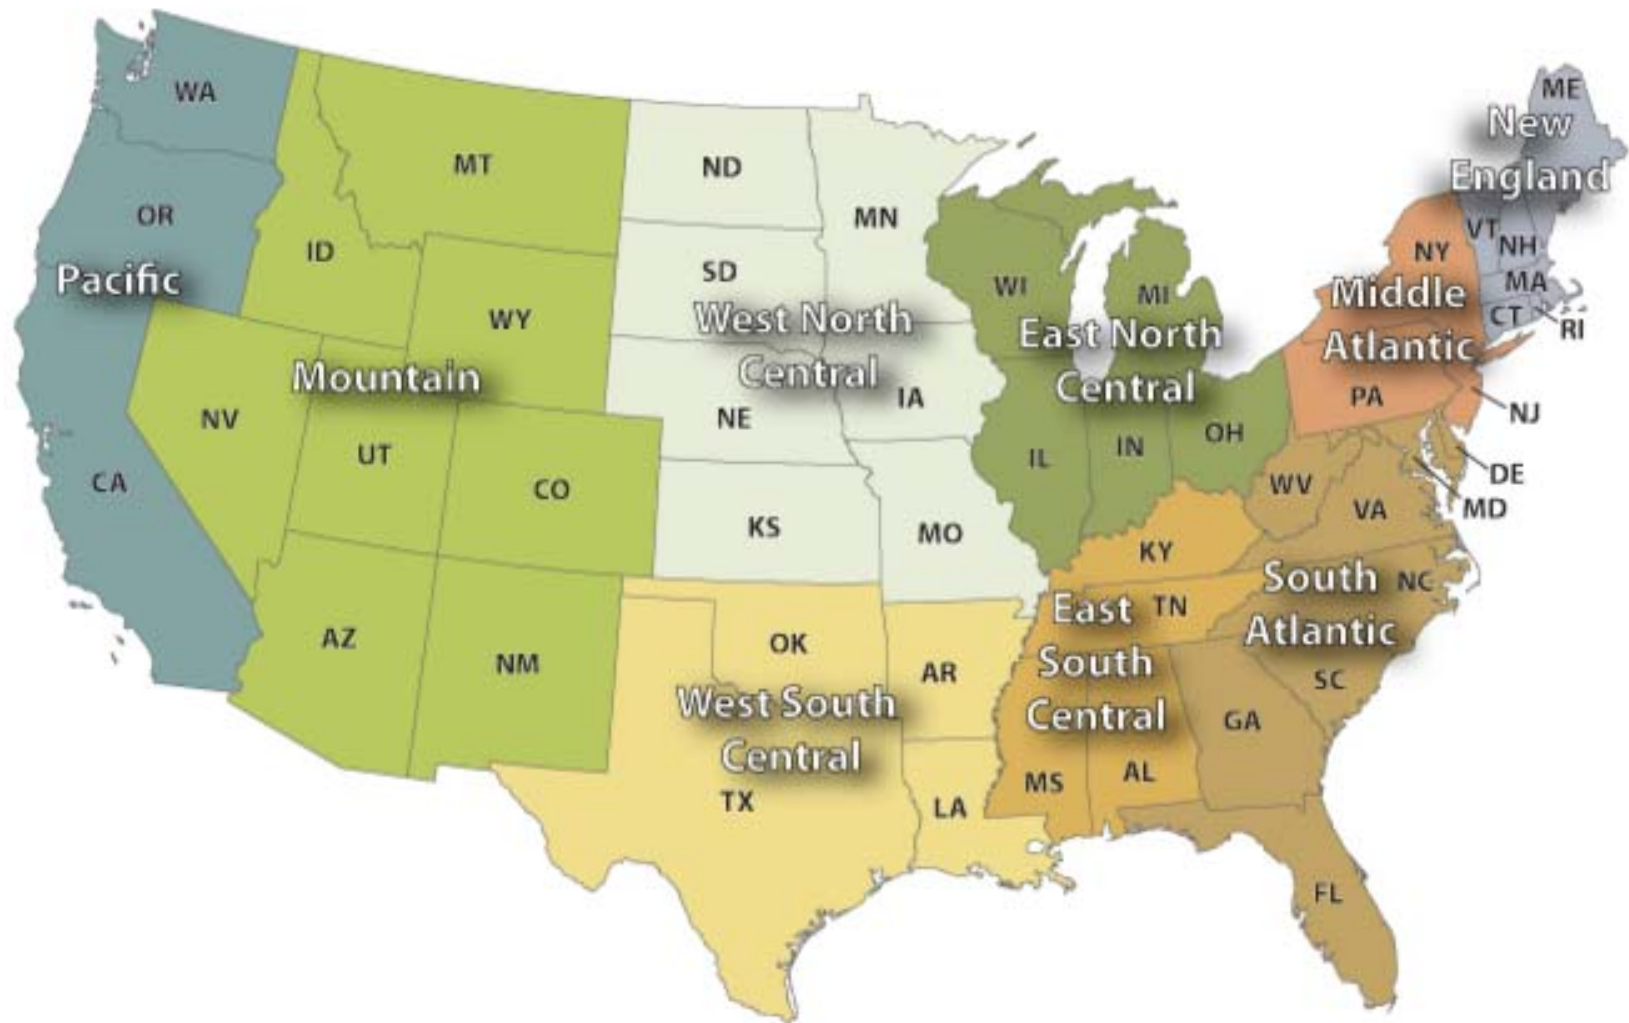 WA
OR
Pacific
CA
MT
ID
WY
Mountain
NV
UT
CO
AZ
NM
ND
MN
SD
West North
Central
NE
IA
KS
MO
OK
AR
West South
Central
TX
LA
WI
MI
East North
Central
IL
IN
OH
KY
East
TN
South
Central
MS
AL
ME
New
England
VT
NH
NY
MA
Middle
CT
RI
Atlantic
PA
NJ
DE
WV
MD
VA
South
NC
Atlantic
SC
GA
FL